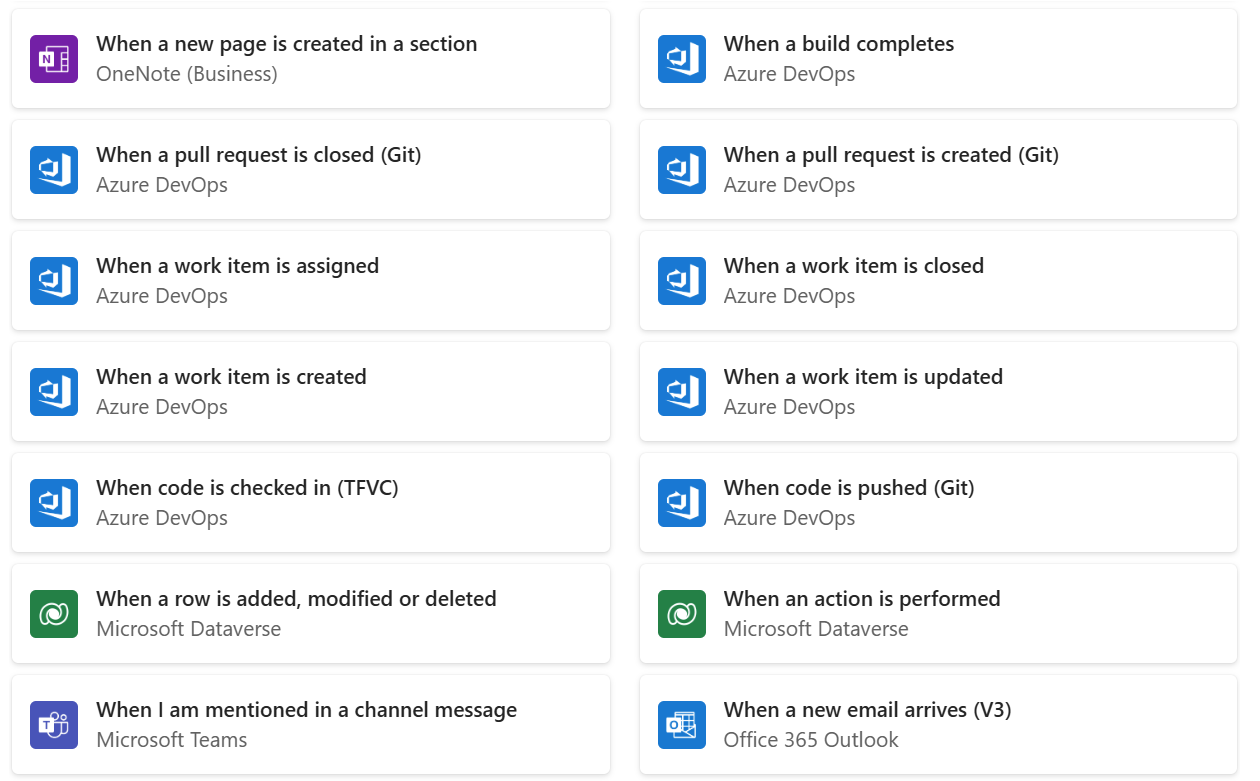 When a new page is created in a section
OneNote (Business)
When a build completes
Azure DevOps
When a pull request is closed (Git)
Azure DevOps
When a pull request is created (Git)
Azure DevOps
When a work item is assigned
Azure DevOps
When a work item is closed
Azure DevOps
When a work item is created
Azure DevOps
When a work item is updated
Azure DevOps
When code is checked in (TFVC)
Azure DevOps
When code is pushed (Git)
Azure DevOps
When a row is added, modified or deleted
Microsoft Dataverse
When an action is performed
Microsoft Dataverse
When I am mentioned in a channel message
Microsoft Teams
When a new email arrives (V3)
Office 365 Outlook